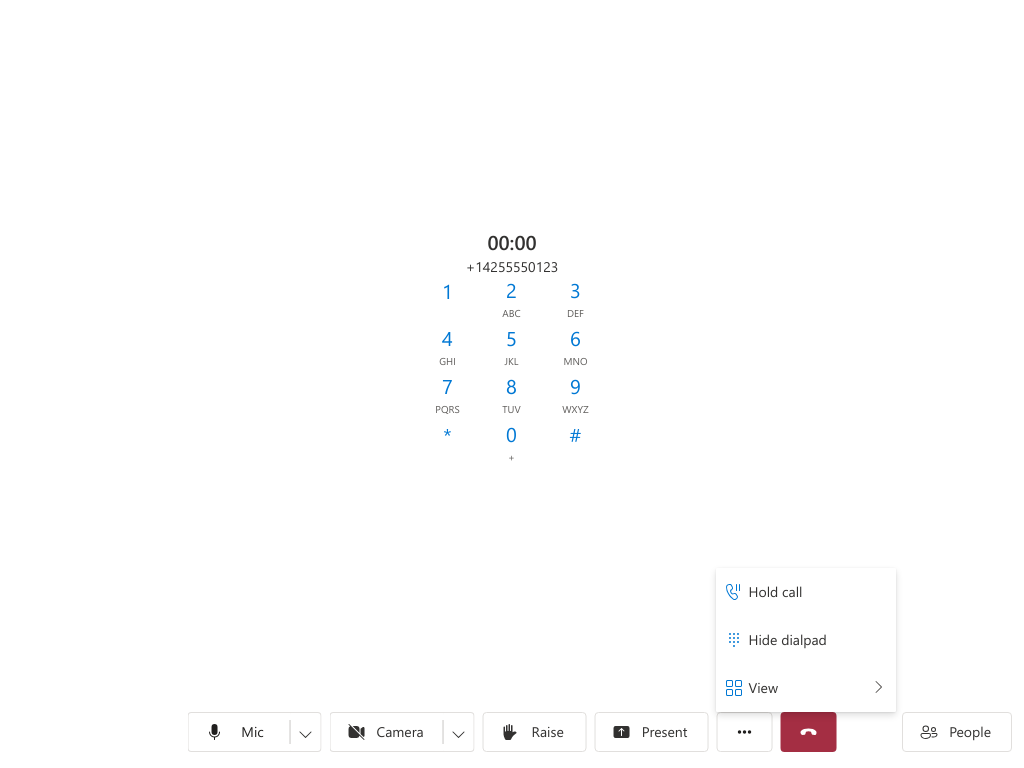 00:00
+14255550123
1 2 3
ABC DEF
4 5 6
GHI JKL MNO
7 8 9
PQRS TUV WXYZ
* 0 #
+
Hold call
Hide dialpad
View
Mic Camera Raise Present People